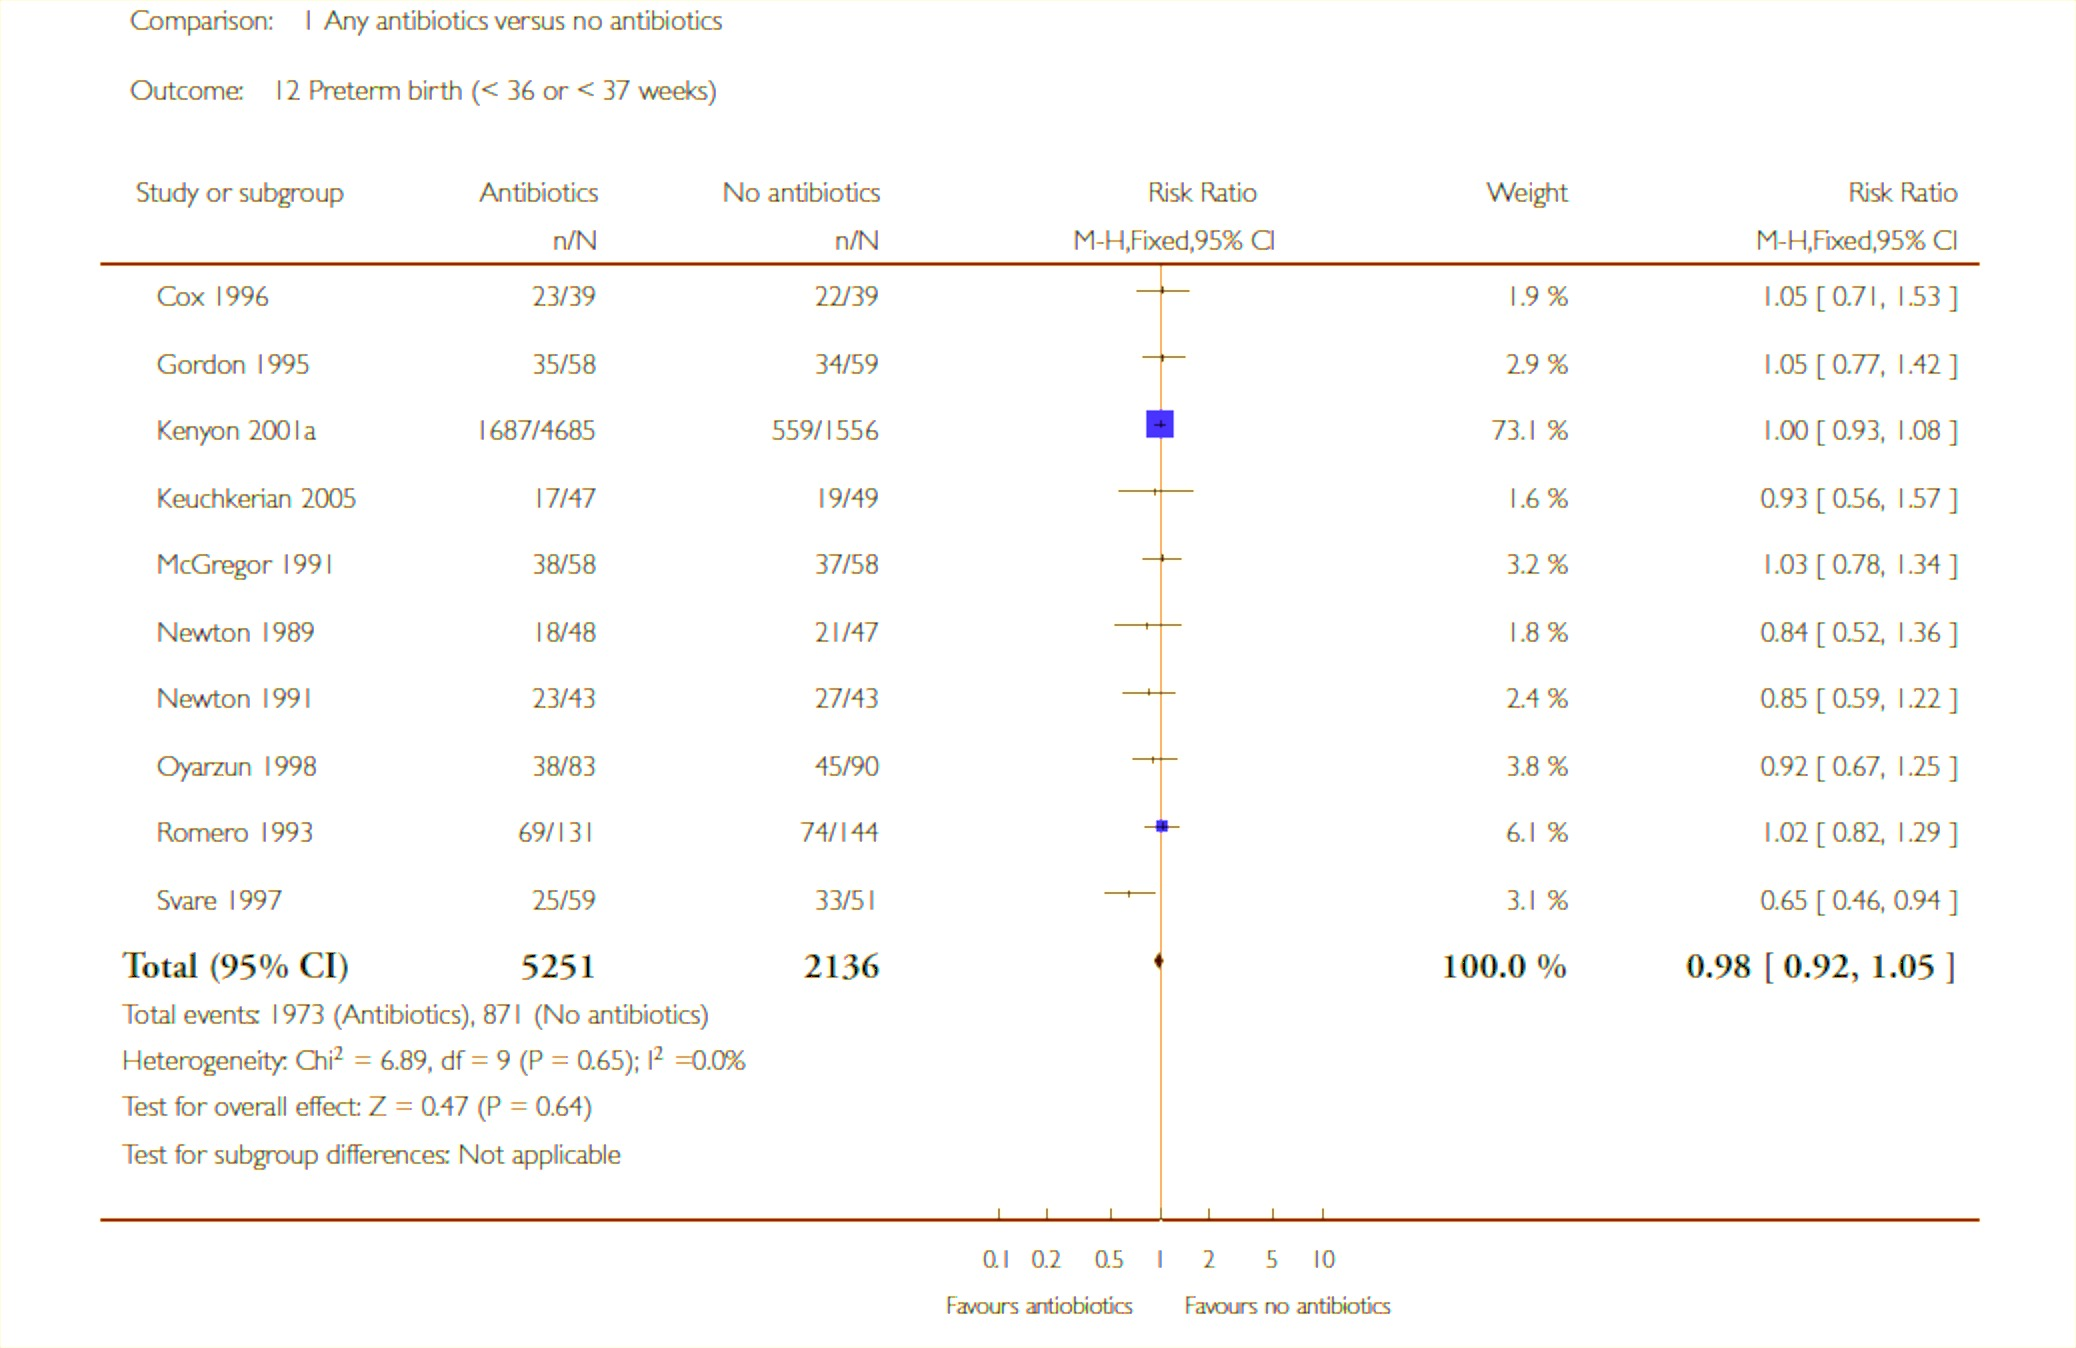 Comparison: 1 Any antibiotics versus no antibiotics
Outcome: 12 Preterm birth (< 36 or < 37 weeks)
Study or subgroup Antibiotics No antibiotics Risk Ratio Weight Risk Ratio
n/N n/N M-H,Fixed,95% CI M-H,Fixed,95% CI
Cox 1996 23/39 22/39 1.9 % 1.05 [ 0.71, 1.53 ]
Gordon 1995 35/58 34/59 2.9 % 1.05 [ 0.77, 1.42 ]
Kenyon 2001a 1687/4685 559/1556 73.1 % 1.00 [ 0.93, 1.08 ]
Keuchkerian 2005 17/47 19/49 1.6 % 0.93 [ 0.56, 1.57 ]
McGregor 1991 38/58 37/58 3.2 % 1.03 [ 0.78, 1.34 ]
Newton 1989 18/48 21/47 1.8 % 0.84 [ 0.52, 1.36 ]
Newton 1991 23/43 27/43 2.4 % 0.85 [ 0.59, 1.22 ]
Oyarzun 1998 38/83 45/90 3.8 % 0.92 [ 0.67, 1.25 ]
Romero 1993 69/131 74/144 6.1 % 1.02 [ 0.82, 1.29 ]
Svare 1997 25/59 33/51 3.1 % 0.65 [ 0.46, 0.94 ]
Total (95% CI) 5251 2136 100.0 % 0.98 [ 0.92, 1.05 ]
Total events: 1973 (Antibiotics), 871 (No antibiotics)
Heterogeneity: Chi² = 6.89, df = 9 (P = 0.65); I² =0.0%
Test for overall effect: Z = 0.47 (P = 0.64)
Test for subgroup differences: Not applicable
0.1 0.2 0.5 1 2 5 10
Favours antiobiotics Favours no antibiotics